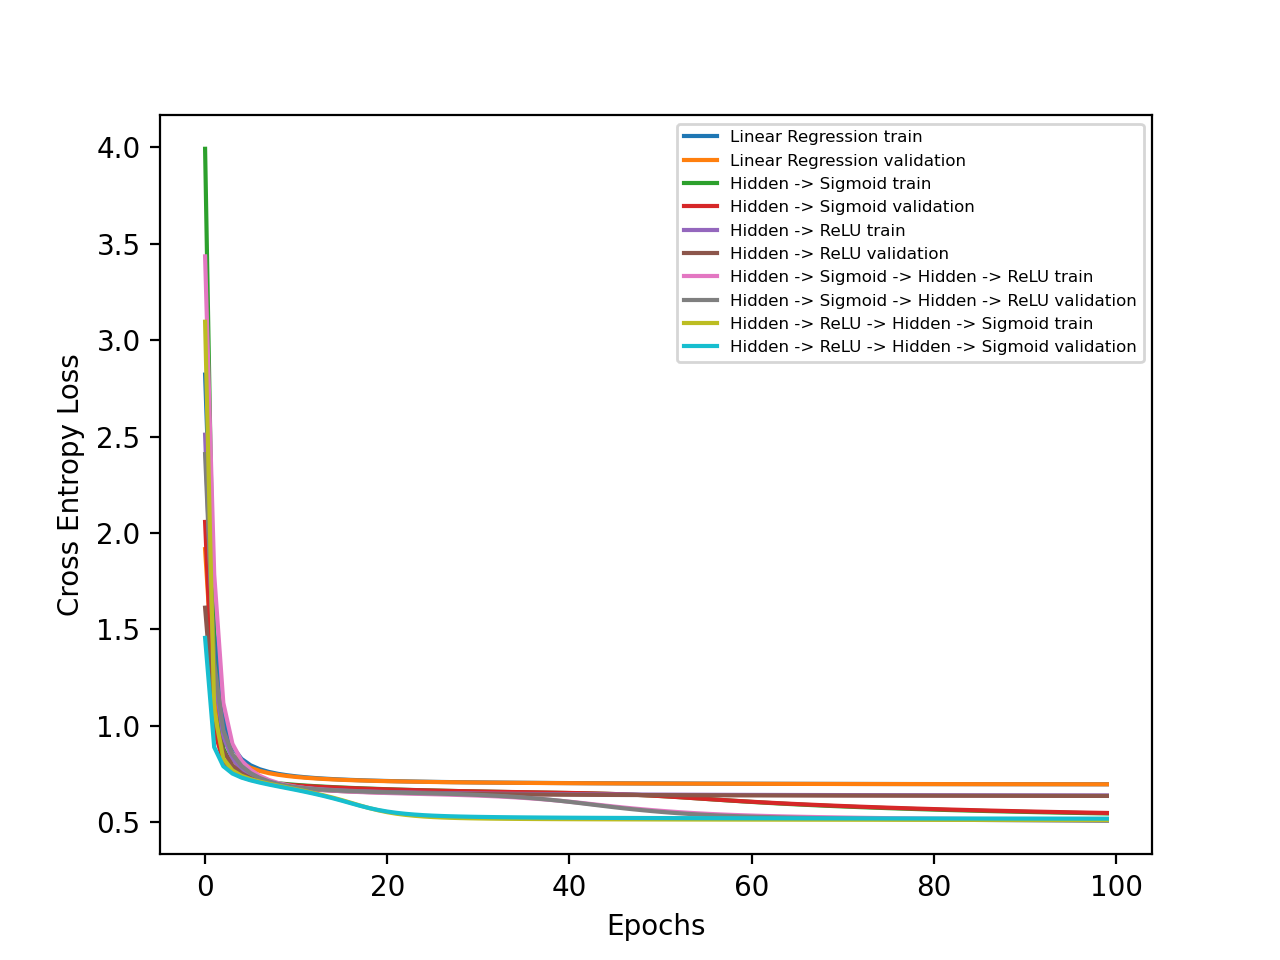 4.0
3.5
3.0
2.5
2.0
1.5
1.0
0.5
Cross Entropy Loss
Linear Regression train
Linear Regression validation
Hidden -> Sigmoid train
Hidden -> Sigmoid validation
Hidden -> ReLU train
Hidden -> ReLU validation
Hidden -> Sigmoid -> Hidden -> ReLU train
Hidden -> Sigmoid -> Hidden -> ReLU validation
Hidden -> ReLU -> Hidden -> Sigmoid train
Hidden -> ReLU -> Hidden -> Sigmoid validation
0 20 40 60 80 100
Epochs